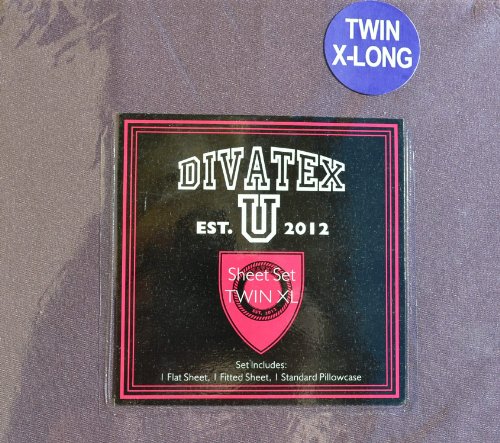 TWIN
X-LONG
DIVATEX
EST. U 2012
Sheet Set
TWIN XL
Set includes:
1 Flat Sheet, 1 Fitted Sheet, 1 Standard Pillowcase